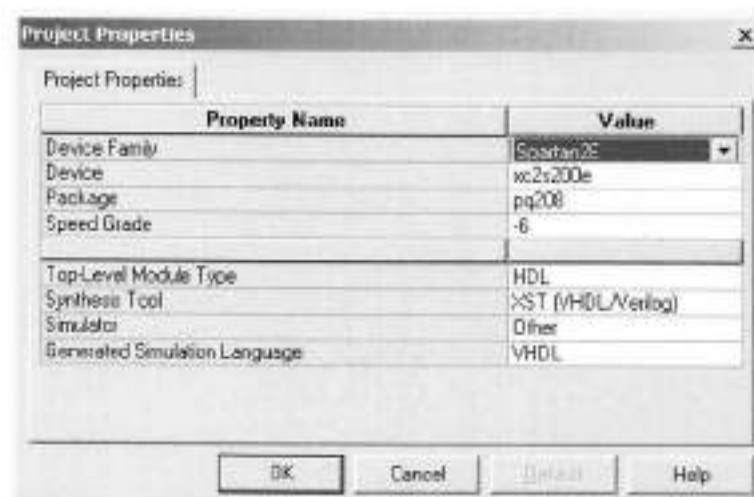 Project Properties
Project Properties
Property Name Value
Device Family Spartan2E
Device xc2s200e
Package pq208
Speed Grade -6
Top-Level Module Type HDL
Synthesis Tool XST (VHDL/Verilog)
Simulator Other
Generated Simulation Language VHDL
OK Cancel Default Help